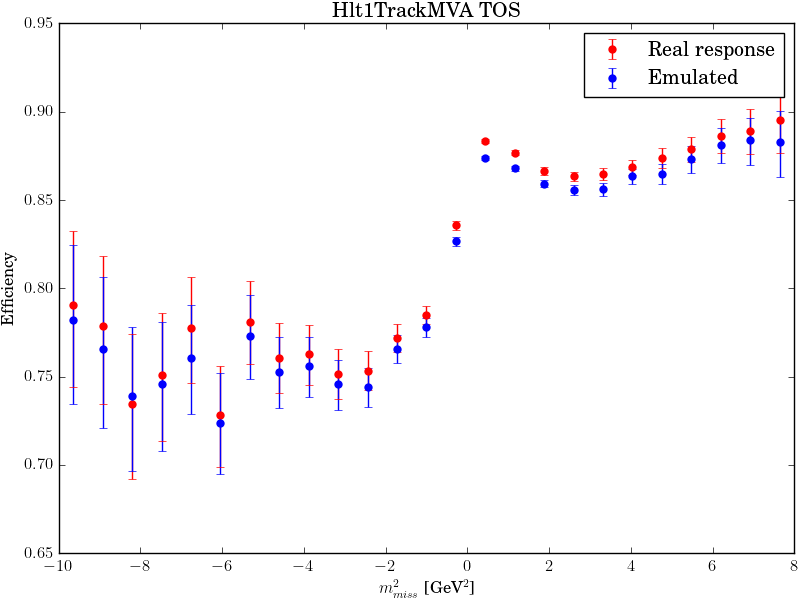 Hlt1TrackMVA TOS
Real response
Emulated
Efficiency
0.95
0.90
0.85
0.80
0.75
0.70
0.65
−10 −8 −6 −4 −2 0 2 4 6 8
m²miss [GeV²]